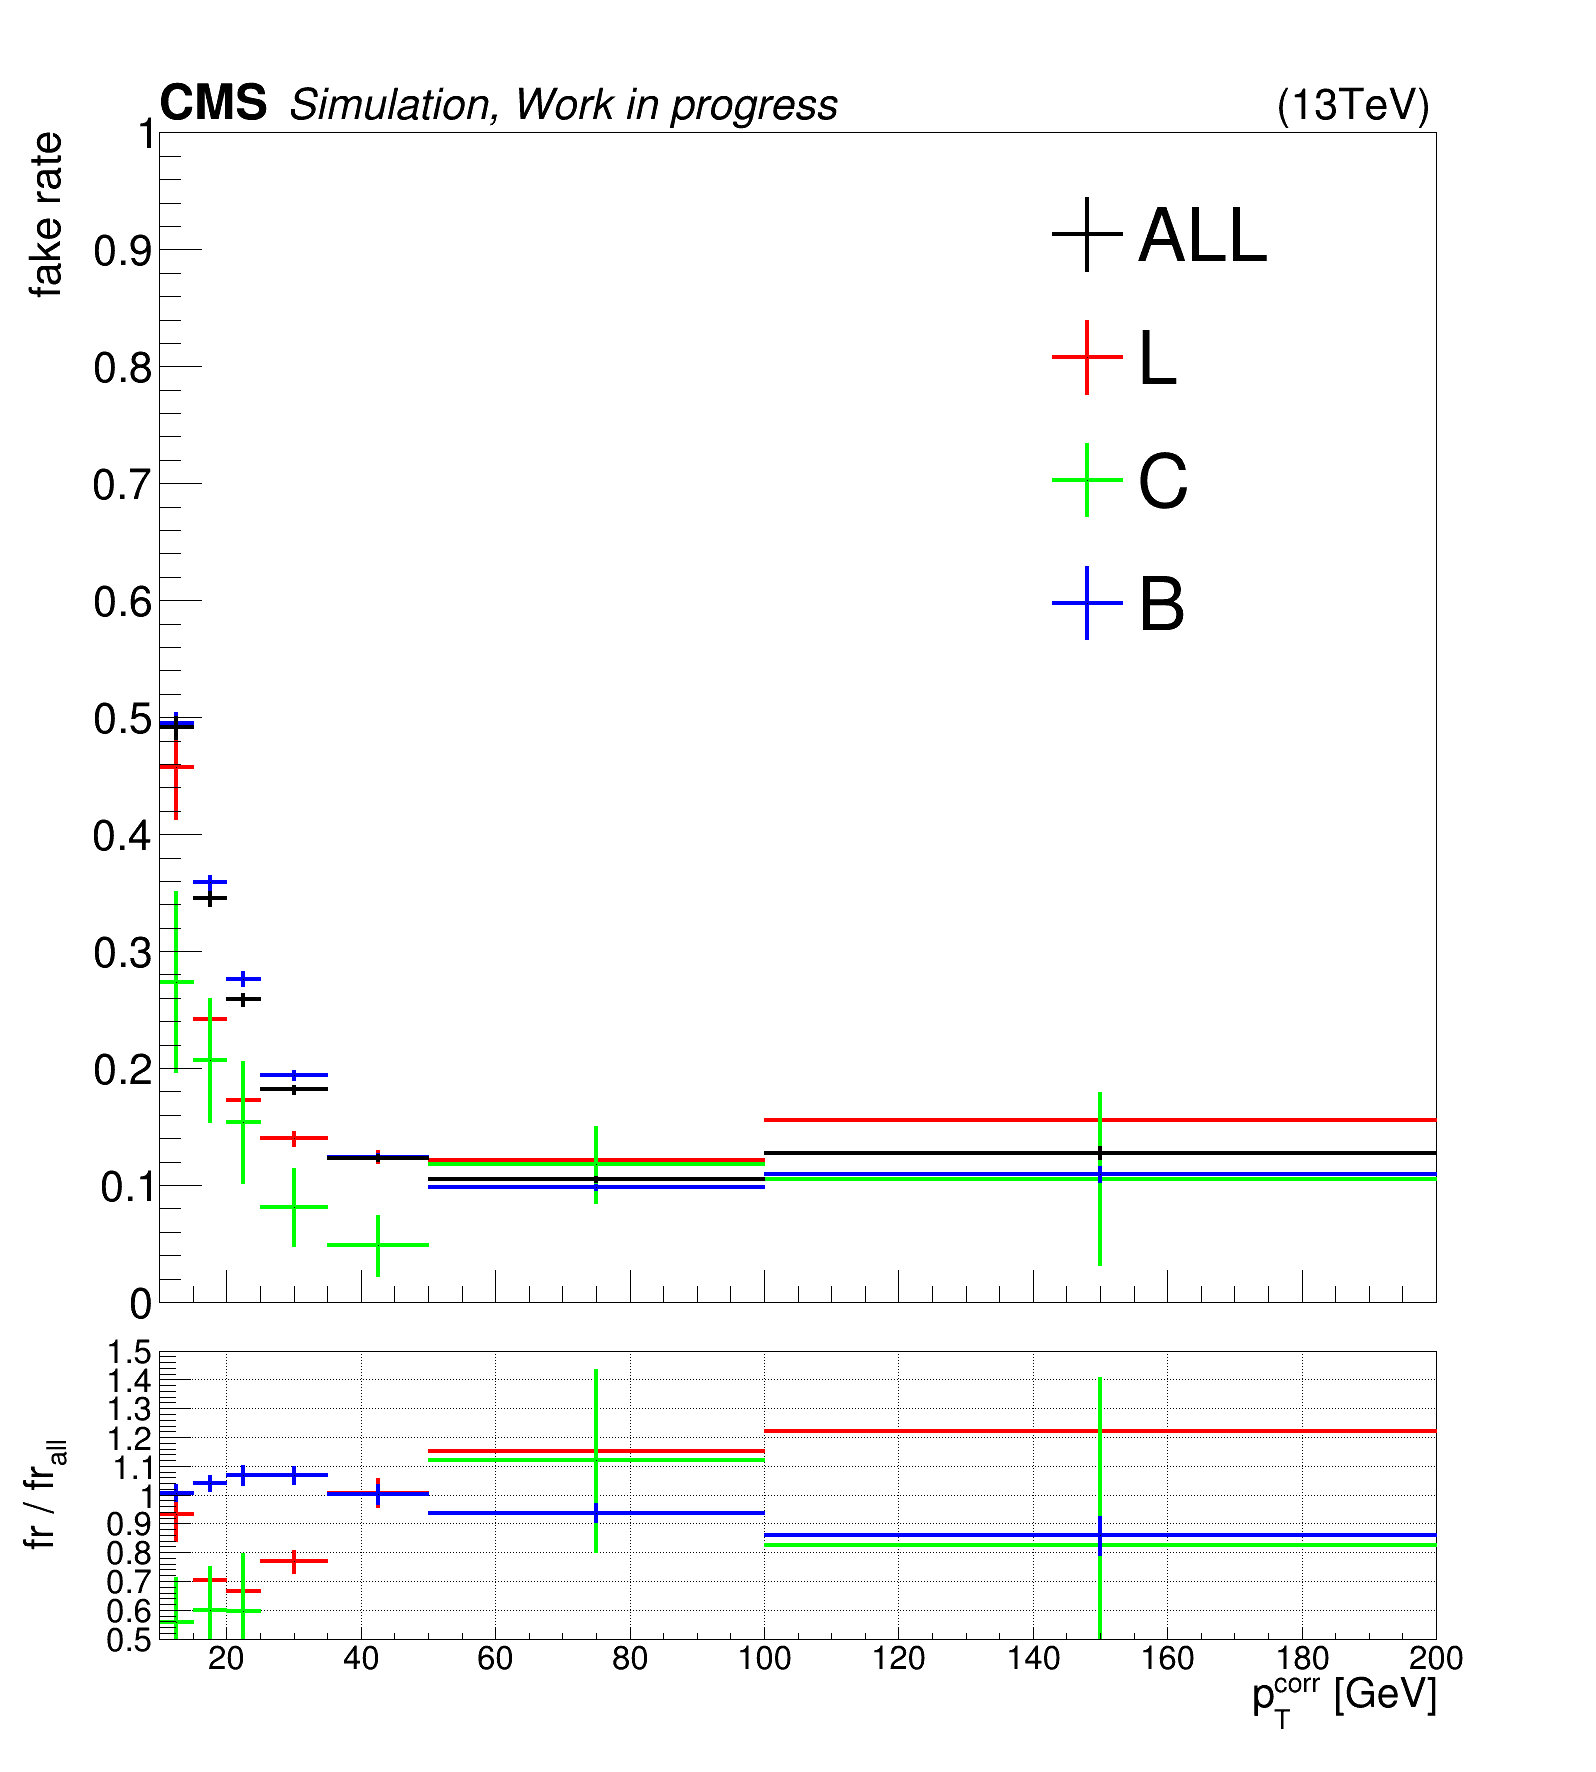 CMS Simulation, Work in progress (13TeV)
fake rate
1
0.9
0.8
0.7
0.6
0.5
0.4
0.3
0.2
0.1
0
ALL
L
C
B
fr / fr_all
1.5
1.4
1.3
1.2
1.1
1
0.9
0.8
0.7
0.6
0.5
20 40 60 80 100 120 140 160 180 200
p_T^corr [GeV]